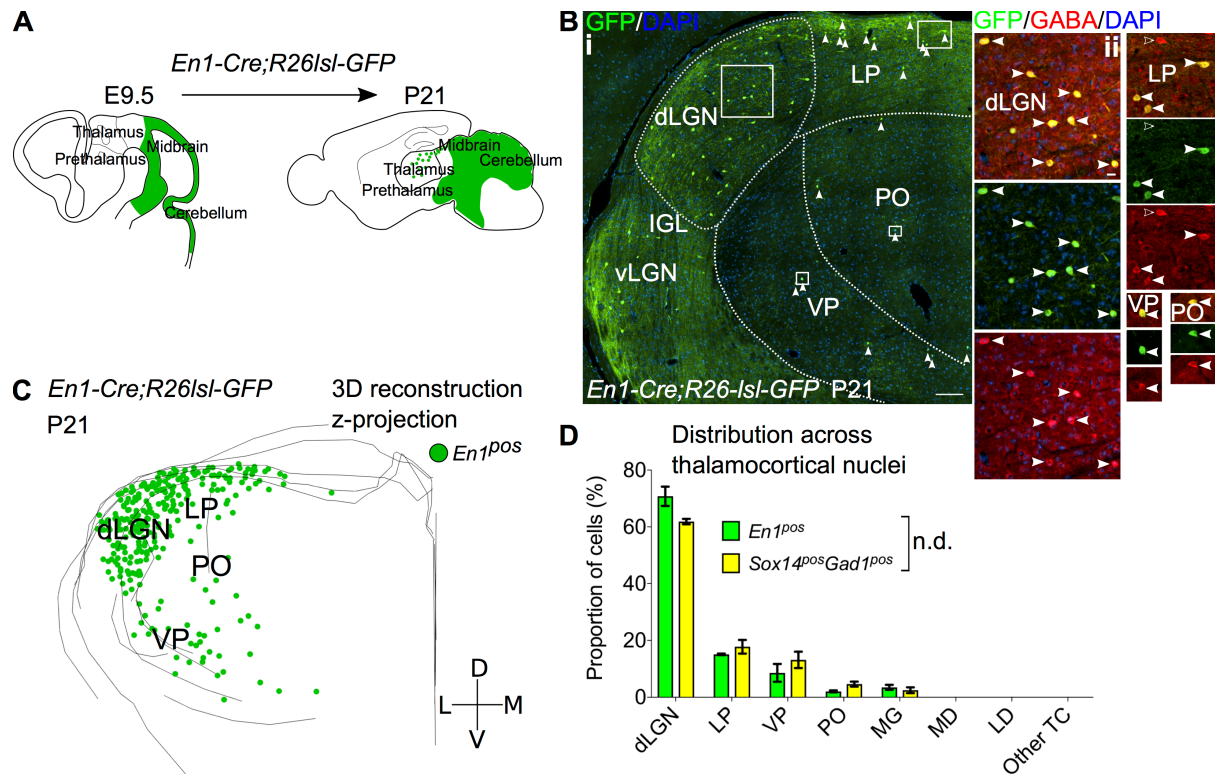 A
En1-Cre;R26lsl-GFP
E9.5
P21
Thalamus
Prethalamus
Midbrain
Cerebellum
Midbrain
Cerebellum
Thalamus
Prethalamus
B
GFP/DAPI
i
dLGN
LP
PO
IGL
vLGN
VP
En1-Cre;R26-lsl-GFP P21
GFP/GABA/DAPI
ii
dLGN
LP
VP
PO
C
En1-Cre;R26lsl-GFP
P21
3D reconstruction
z-projection
En1pos
LP
dLGN
PO
VP
D
L
M
V
D
Distribution across
thalamocortical nuclei
Proportion of cells (%)
80
60
40
20
0
En1pos
Sox14posGad1pos
n.d.
dLGN
LP
VP
PO
MG
MD
LD
Other TC